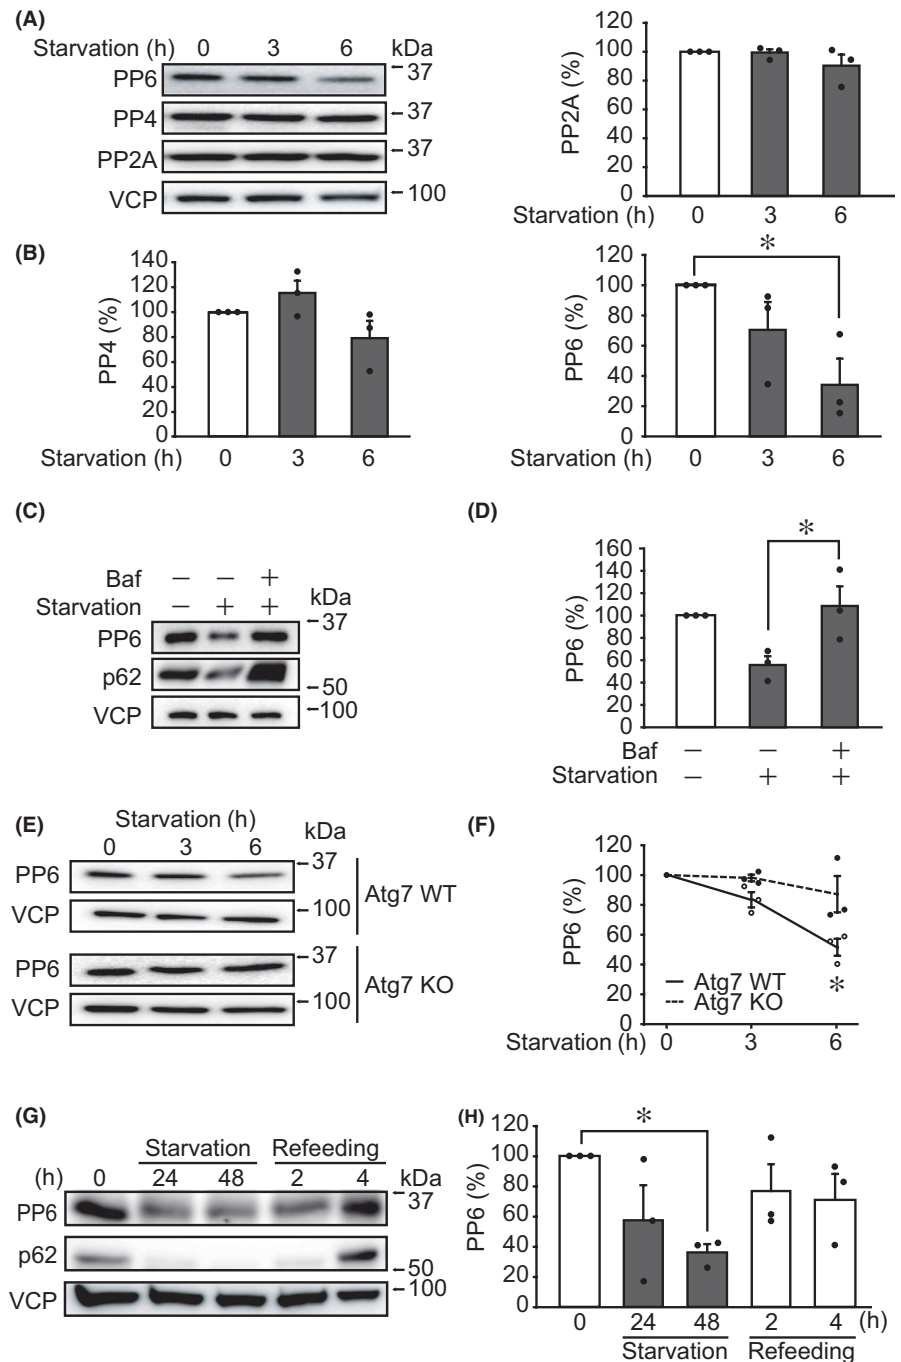 (A)
Starvation (h) 0 3 6 kDa
PP6 37
PP4 37
PP2A 37
VCP 100
PP2A (%)
120
100
80
60
40
20
0
Starvation (h) 0 3 6
(B)
PP4 (%)
140
120
100
80
60
40
20
0
Starvation (h) 0 3 6
*
PP6 (%)
120
100
80
60
40
20
0
Starvation (h) 0 3 6
(C)
Baf − − +
Starvation − + +
kDa
PP6 37
p62 50
VCP 100
(D)
*
PP6 (%)
160
140
120
100
80
60
40
20
0
Baf − − +
Starvation − + +
(E)
Starvation (h)
0 3 6 kDa
PP6 37
VCP 100
Atg7 WT
PP6 37
VCP 100
Atg7 KO
(F)
PP6 (%)
120
100
80
60
40
20
0
Atg7 WT
Atg7 KO
*
Starvation (h) 0 3 6
(G)
Starvation Refeeding
(h) 0 24 48 2 4 kDa
PP6 37
p62 50
VCP 100
(H)
*
PP6 (%)
120
100
80
60
40
20
0
0 24 48 2 4 (h)
Starvation Refeeding